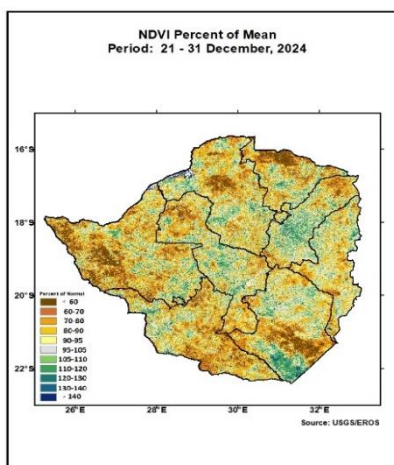 NDVI Percent of Mean
Period: 21 - 31 December, 2024
16°S
18°S
20°S
22°S
26°E
28°E
30°E
32°E
Percent of Normal
< 60
60-70
70-80
80-90
90-95
95-105
105-110
110-120
120-130
130-140
> 140
Source: USGS/EROS